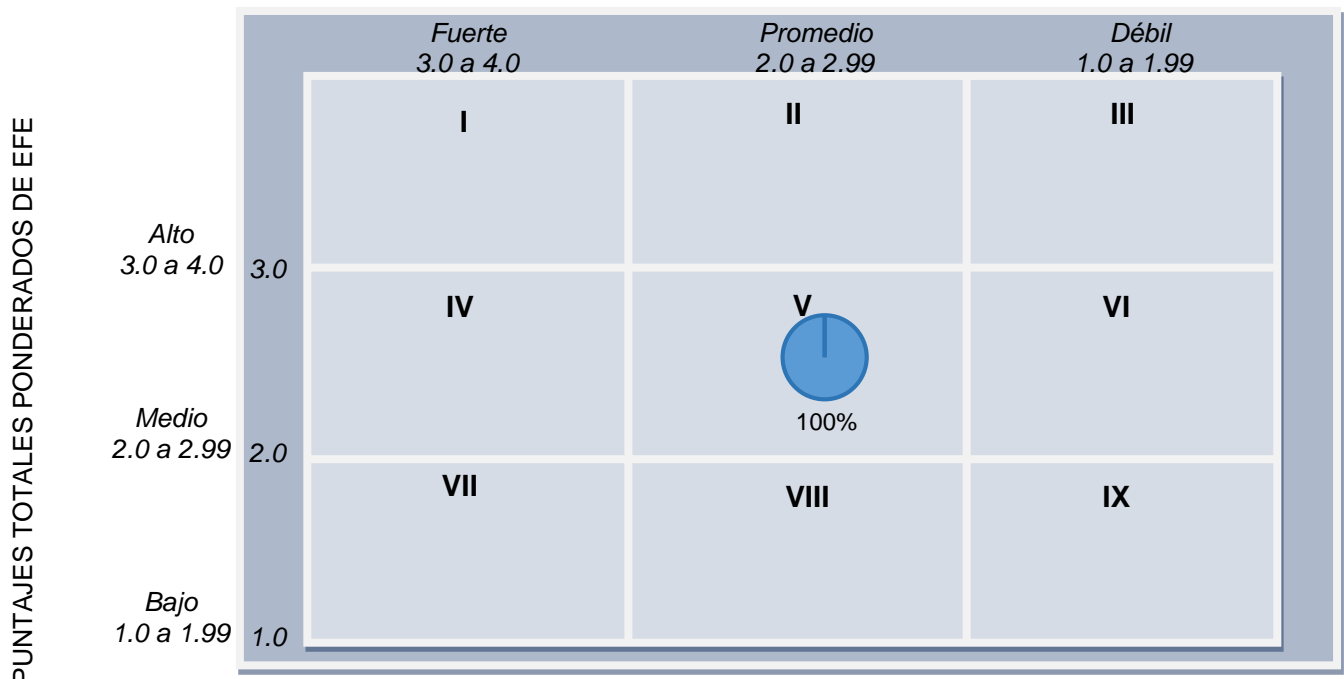 Fuerte Promedio Débil
3.0 a 4.0 2.0 a 2.99 1.0 a 1.99
I II III
Alto
3.0 a 4.0 3.0
IV V VI
100%
Medio
2.0 a 2.99 2.0
VII VIII IX
Bajo
1.0 a 1.99 1.0
PUNTAJES TOTALES PONDERADOS DE EFE